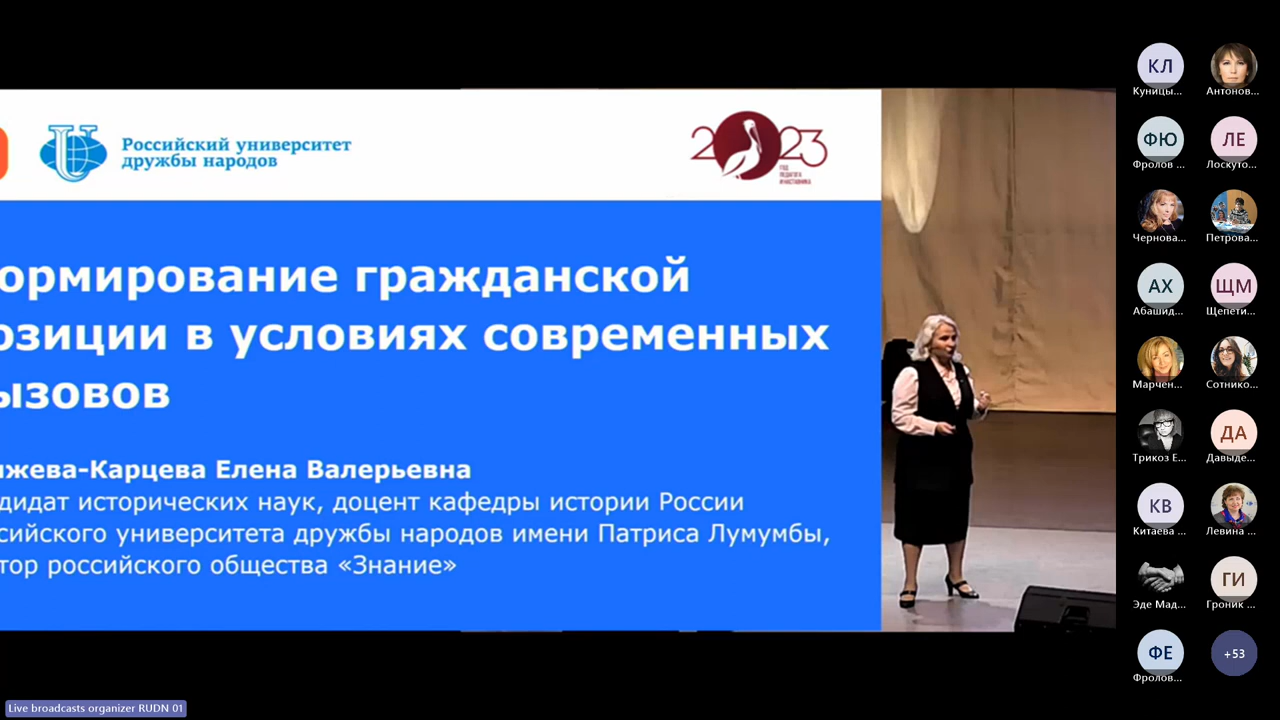 Российский университет
дружбы народов
2023
ГОД
ПЕДАГОГА
И НАСТАВНИКА
ормирование гражданской
озиции в условиях современных
ызовов
жева-Карцева Елена Валерьевна
дидат исторических наук, доцент кафедры истории России
сийского университета дружбы народов имени Патриса Лумумбы,
тор российского общества «Знание»
КЛ
Куницы...
Антонов...
ФЮ
Фролов ...
ЛЕ
Лоскуто...
Чернова...
Петрова...
АХ
Абашид...
ЩМ
Щепети...
Марчен...
Сотнико...
Трикоз Е...
ДА
Давыде...
КВ
Китаева ...
Левина ...
Эде Мад...
ГИ
Гроник ...
ФЕ
Фролов...
+53
Live broadcasts organizer RUDN 01